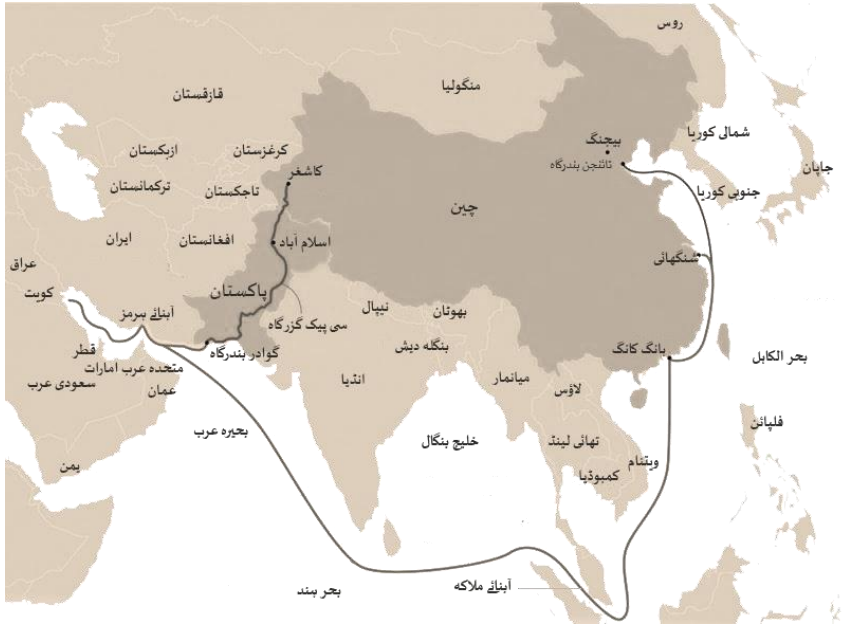 روس
منگولیا
قازقستان
شمالی کوریا
بیجنگ
تائنجن بندرگاہ
کرغزستان
ازبکستان
جاپان
کاشغر
ترکمانستان
تاجکستان
جنوبی کوریا
چین
ایران
افغانستان
اسلام آباد
عراق
شنگھائی
کویت
پاکستان
آبنائے ہرمز
نیپال
بھوٹان
سی پیک گزرگاہ
بنگلہ دیش
گوادر بندرگاہ
ہانگ کانگ
قطر
بحر الکاہل
متحدہ عرب امارات
سعودی عرب
عمان
انڈیا
میانمار
لاؤس
فلپائن
بحیرہ عرب
خلیج بنگال
تھائی لینڈ
ویتنام
یمن
کمبوڈیا
آبنائے ملاکہ
بحر ہند